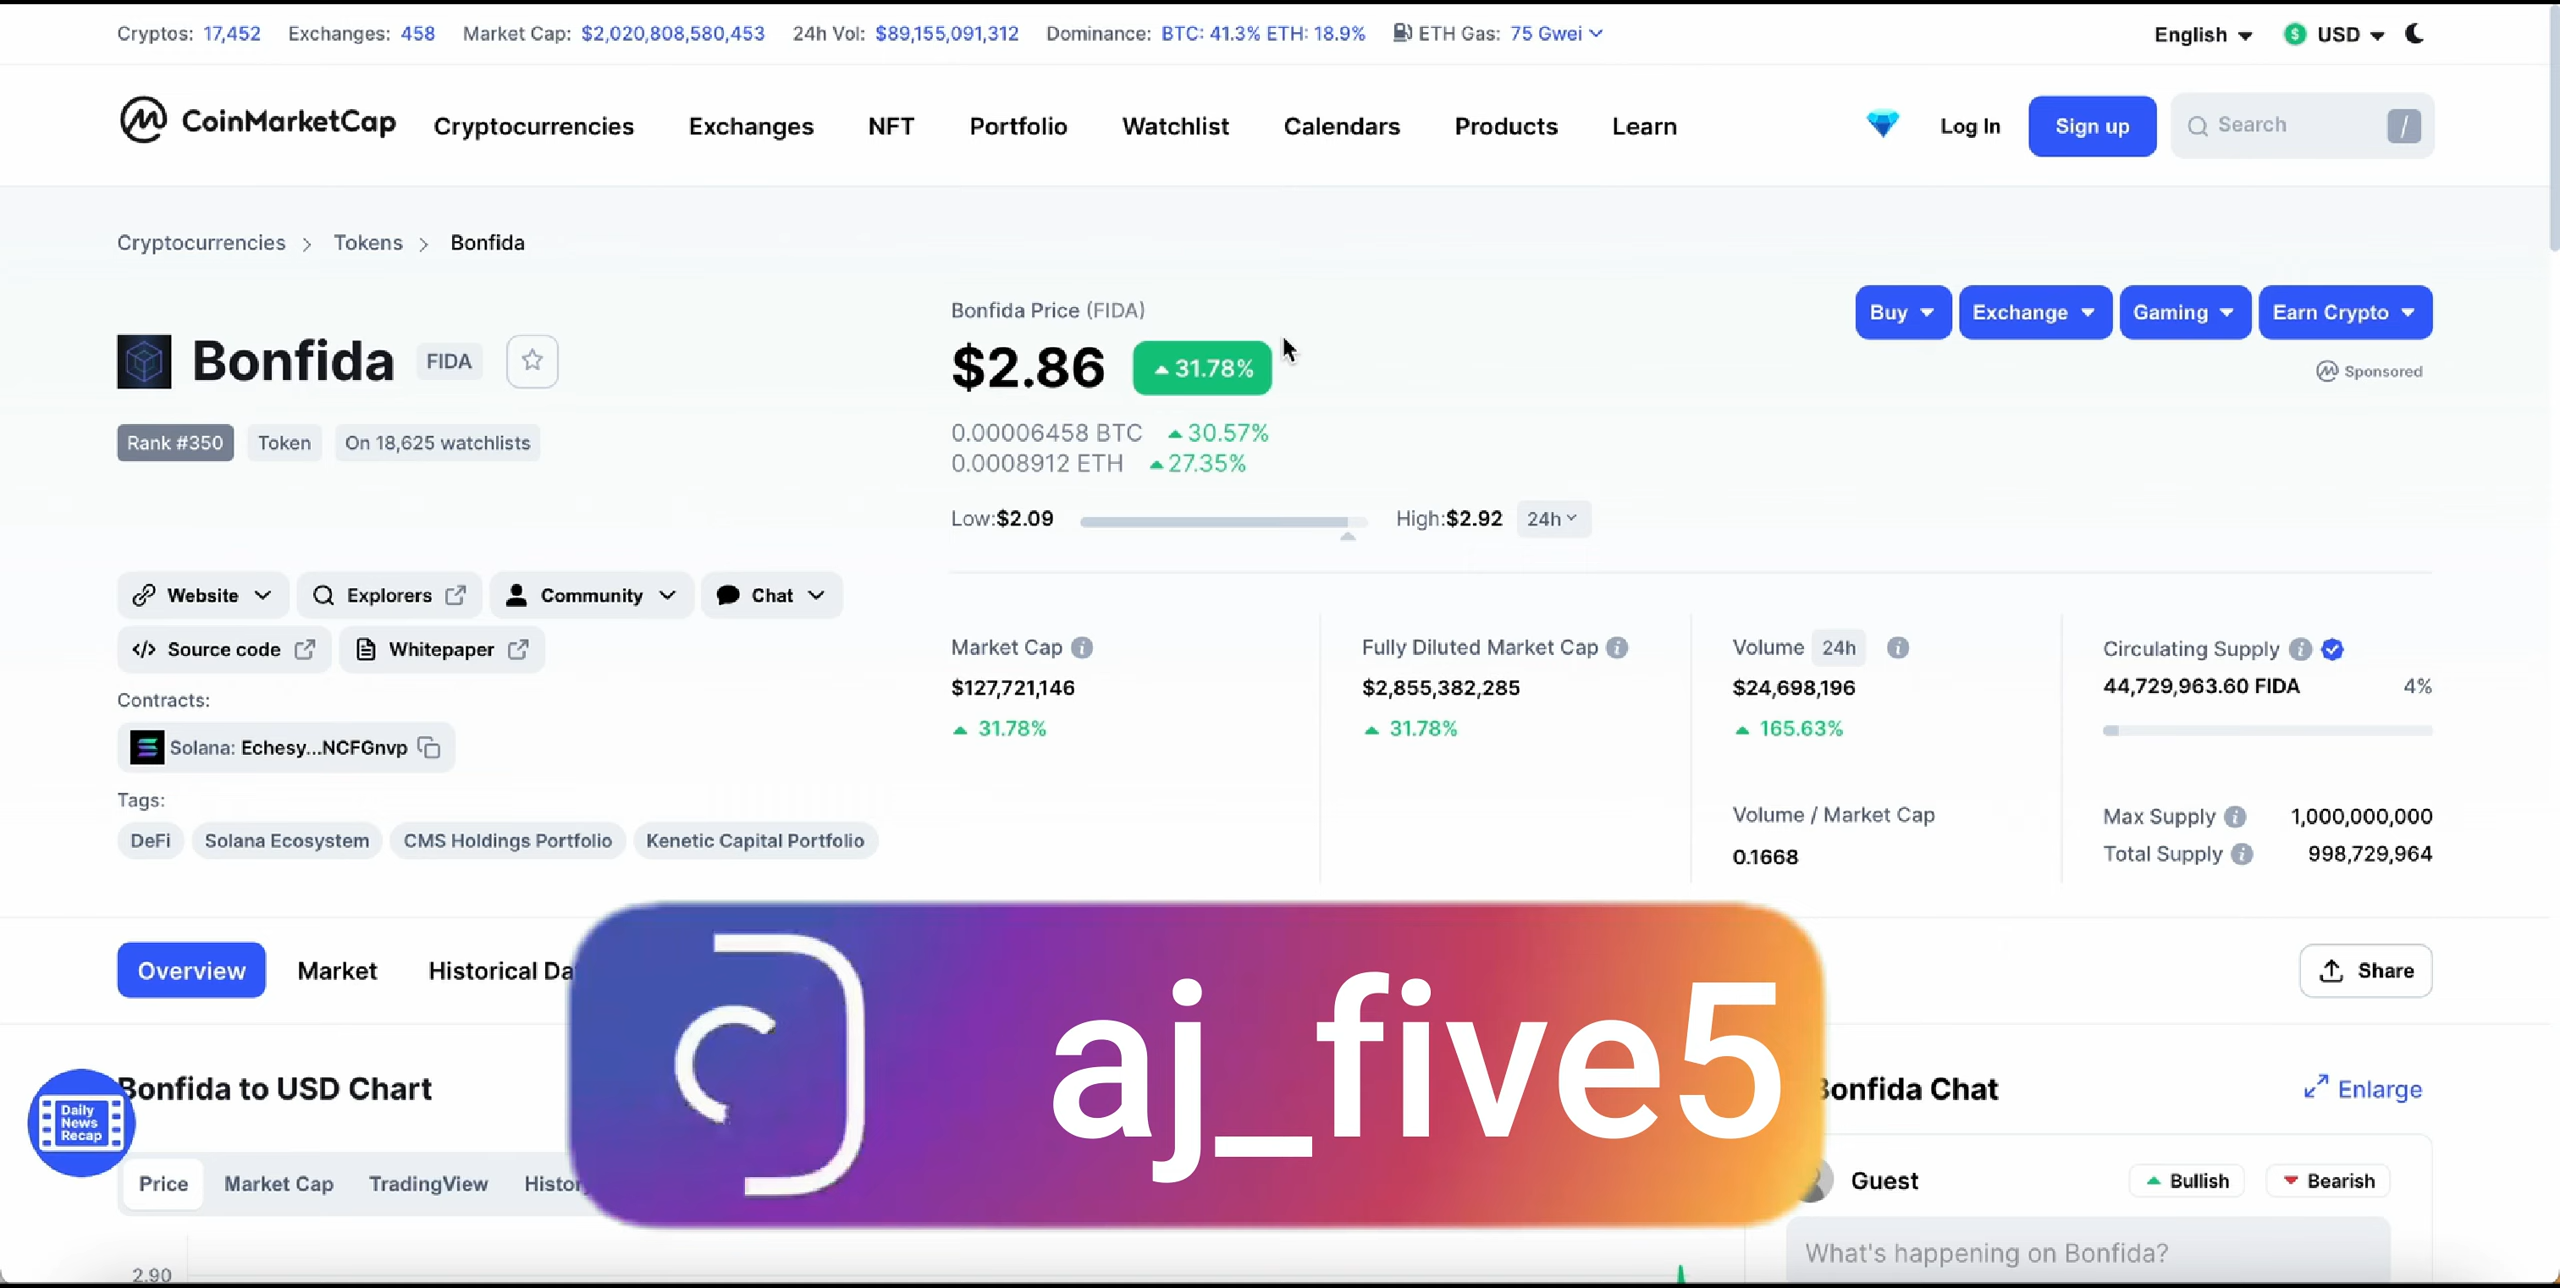 Cryptos: 17,452 Exchanges: 458 Market Cap: $2,020,808,580,453 24h Vol: $89,155,091,312 Dominance: BTC: 41.3% ETH: 18.9% ETH Gas: 75 Gwei English USD
CoinMarketCap Cryptocurrencies Exchanges NFT Portfolio Watchlist Calendars Products Learn Log In Sign up Search /
Cryptocurrencies > Tokens > Bonfida
Bonfida FIDA
Rank #350 Token On 18,625 watchlists
Website Explorers Community Chat
Source code Whitepaper
Contracts:
Solana: Echesy...NCFGnvp
Tags:
DeFi Solana Ecosystem CMS Holdings Portfolio Kenetic Capital Portfolio
Bonfida Price (FIDA)
$2.86 31.78%
0.00006458 BTC 30.57%
0.0008912 ETH 27.35%
Low:$2.09 High:$2.92 24h
Buy Exchange Gaming Earn Crypto
Sponsored
Market Cap
$127,721,146
31.78%
Fully Diluted Market Cap
$2,855,382,285
31.78%
Volume 24h
$24,698,196
165.63%
Volume / Market Cap
0.1668
Circulating Supply
44,729,963.60 FIDA 4%
Max Supply 1,000,000,000
Total Supply 998,729,964
Overview Market Historical Da
Share
aj_five5
Bonfida to USD Chart
Daily
News
Recap
Price Market Cap TradingView Histor
2.90
Bonfida Chat Enlarge
Guest Bullish Bearish
What's happening on Bonfida?